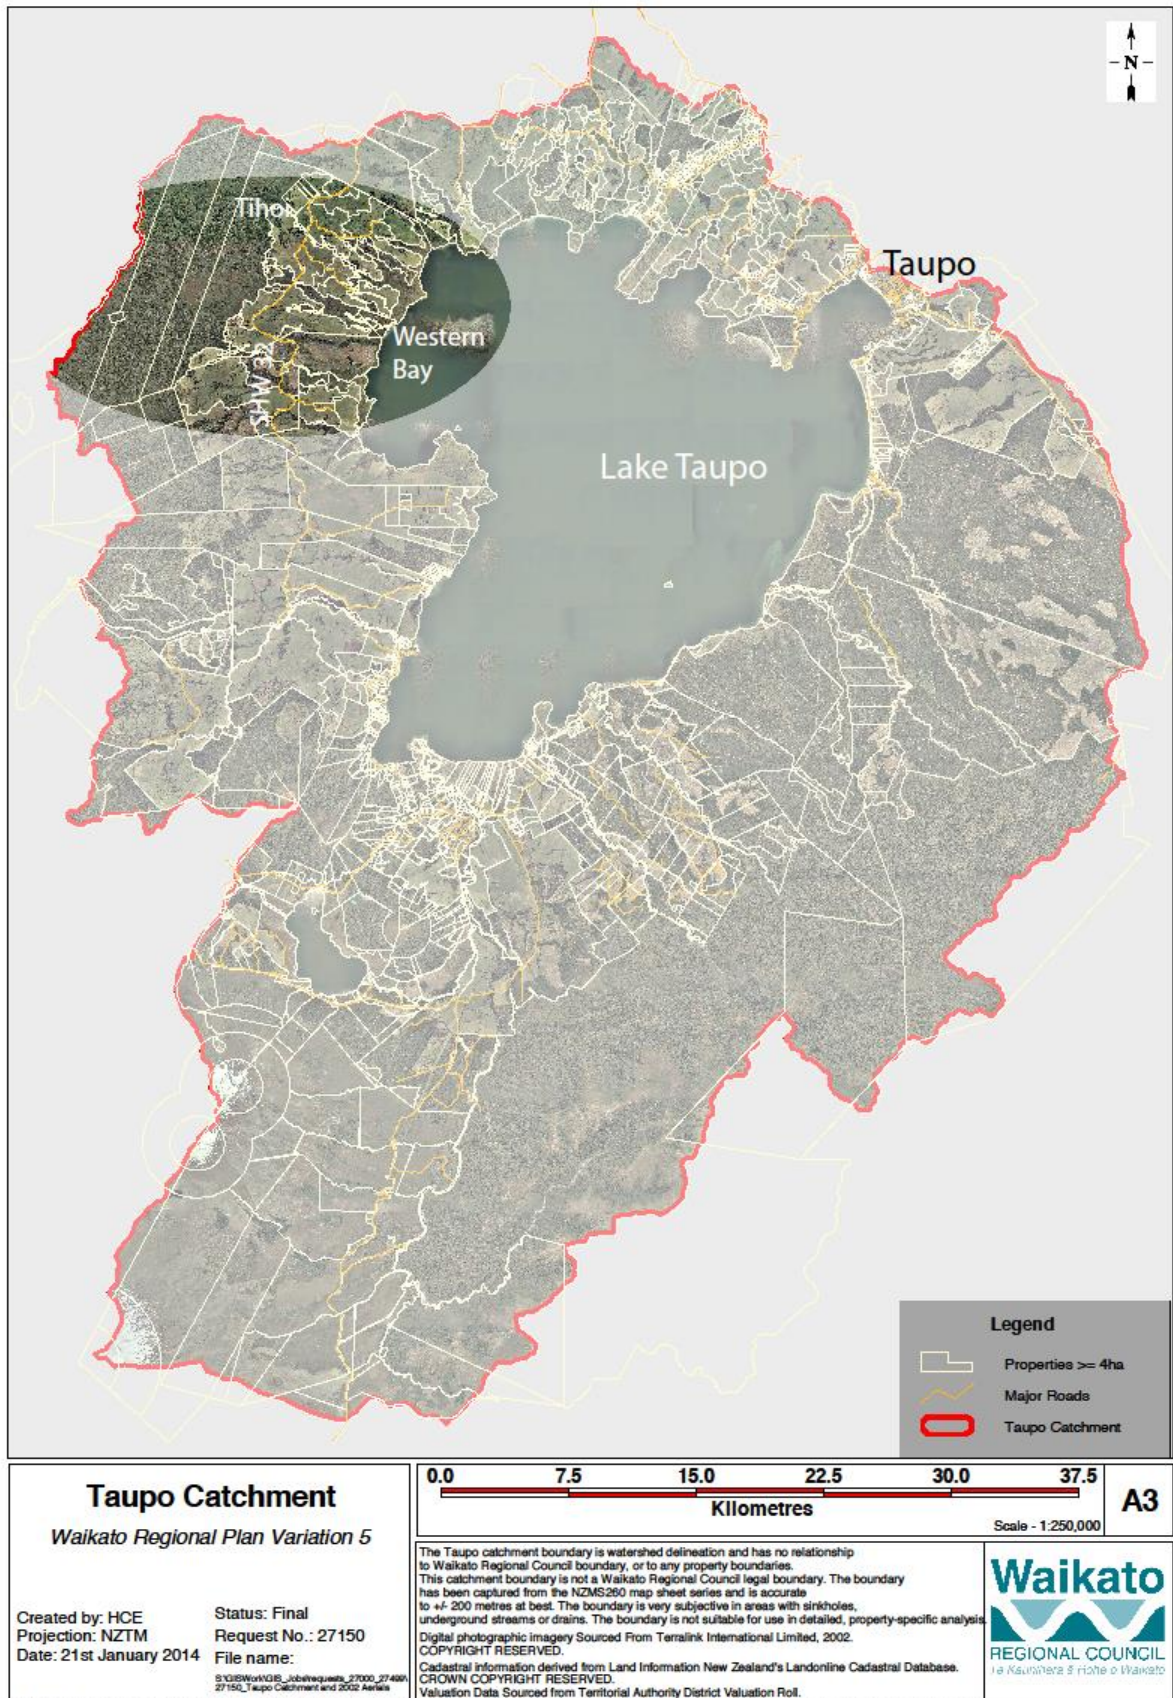 N
Tihoi
Taupo
Western
Bay
SHW 32
Lake Taupo
Legend
Properties >= 4ha
Major Roads
Taupo Catchment
Taupo Catchment
Waikato Regional Plan Variation 5
Created by: HCE
Projection: NZTM
Date: 21st January 2014
Status: Final
Request No.: 27150
File name:
0.0 7.5 15.0 22.5 30.0 37.5
Kilometres
Scale - 1:250,000
A3
The Taupo catchment boundary is watershed delineation and has no relationship
to Waikato Regional Council boundary, or to any property boundaries.
This catchment boundary is not a Waikato Regional Council legal boundary. The boundary
has been captured from the NZMS260 map sheet series and is accurate
to +/- 200 metres at best. The boundary is very subjective in areas with sinkholes,
underground streams or drains. The boundary is not suitable for use in detailed, property-specific analysis.
Digital photographic imagery Sourced From Terralink International Limited, 2002.
COPYRIGHT RESERVED.
Cadastral information derived from Land Information New Zealand's Landonline Cadastral Database.
CROWN COPYRIGHT RESERVED.
Valuation Data Sourced from Territorial Authority District Valuation Roll.
Waikato
REGIONAL COUNCIL
Te Kaunihera ā Rohe o Waikato